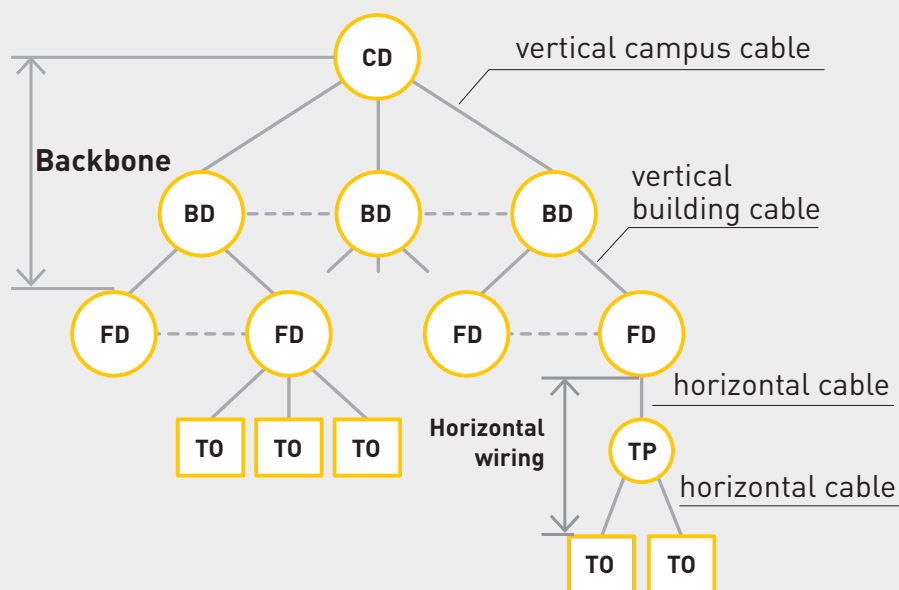 CD
vertical campus cable
Backbone
BD
BD
BD
vertical
building cable
FD
FD
FD
FD
horizontal cable
TO
TO
TO
Horizontal
wiring
TP
horizontal cable
TO
TO